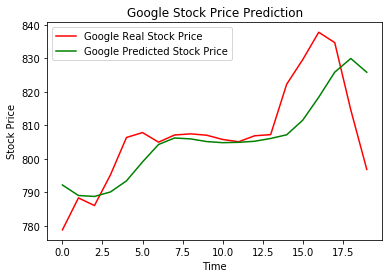 Google Stock Price Prediction
Google Real Stock Price
Google Predicted Stock Price
Stock Price
840
830
820
810
800
790
780
0.0 2.5 5.0 7.5 10.0 12.5 15.0 17.5
Time